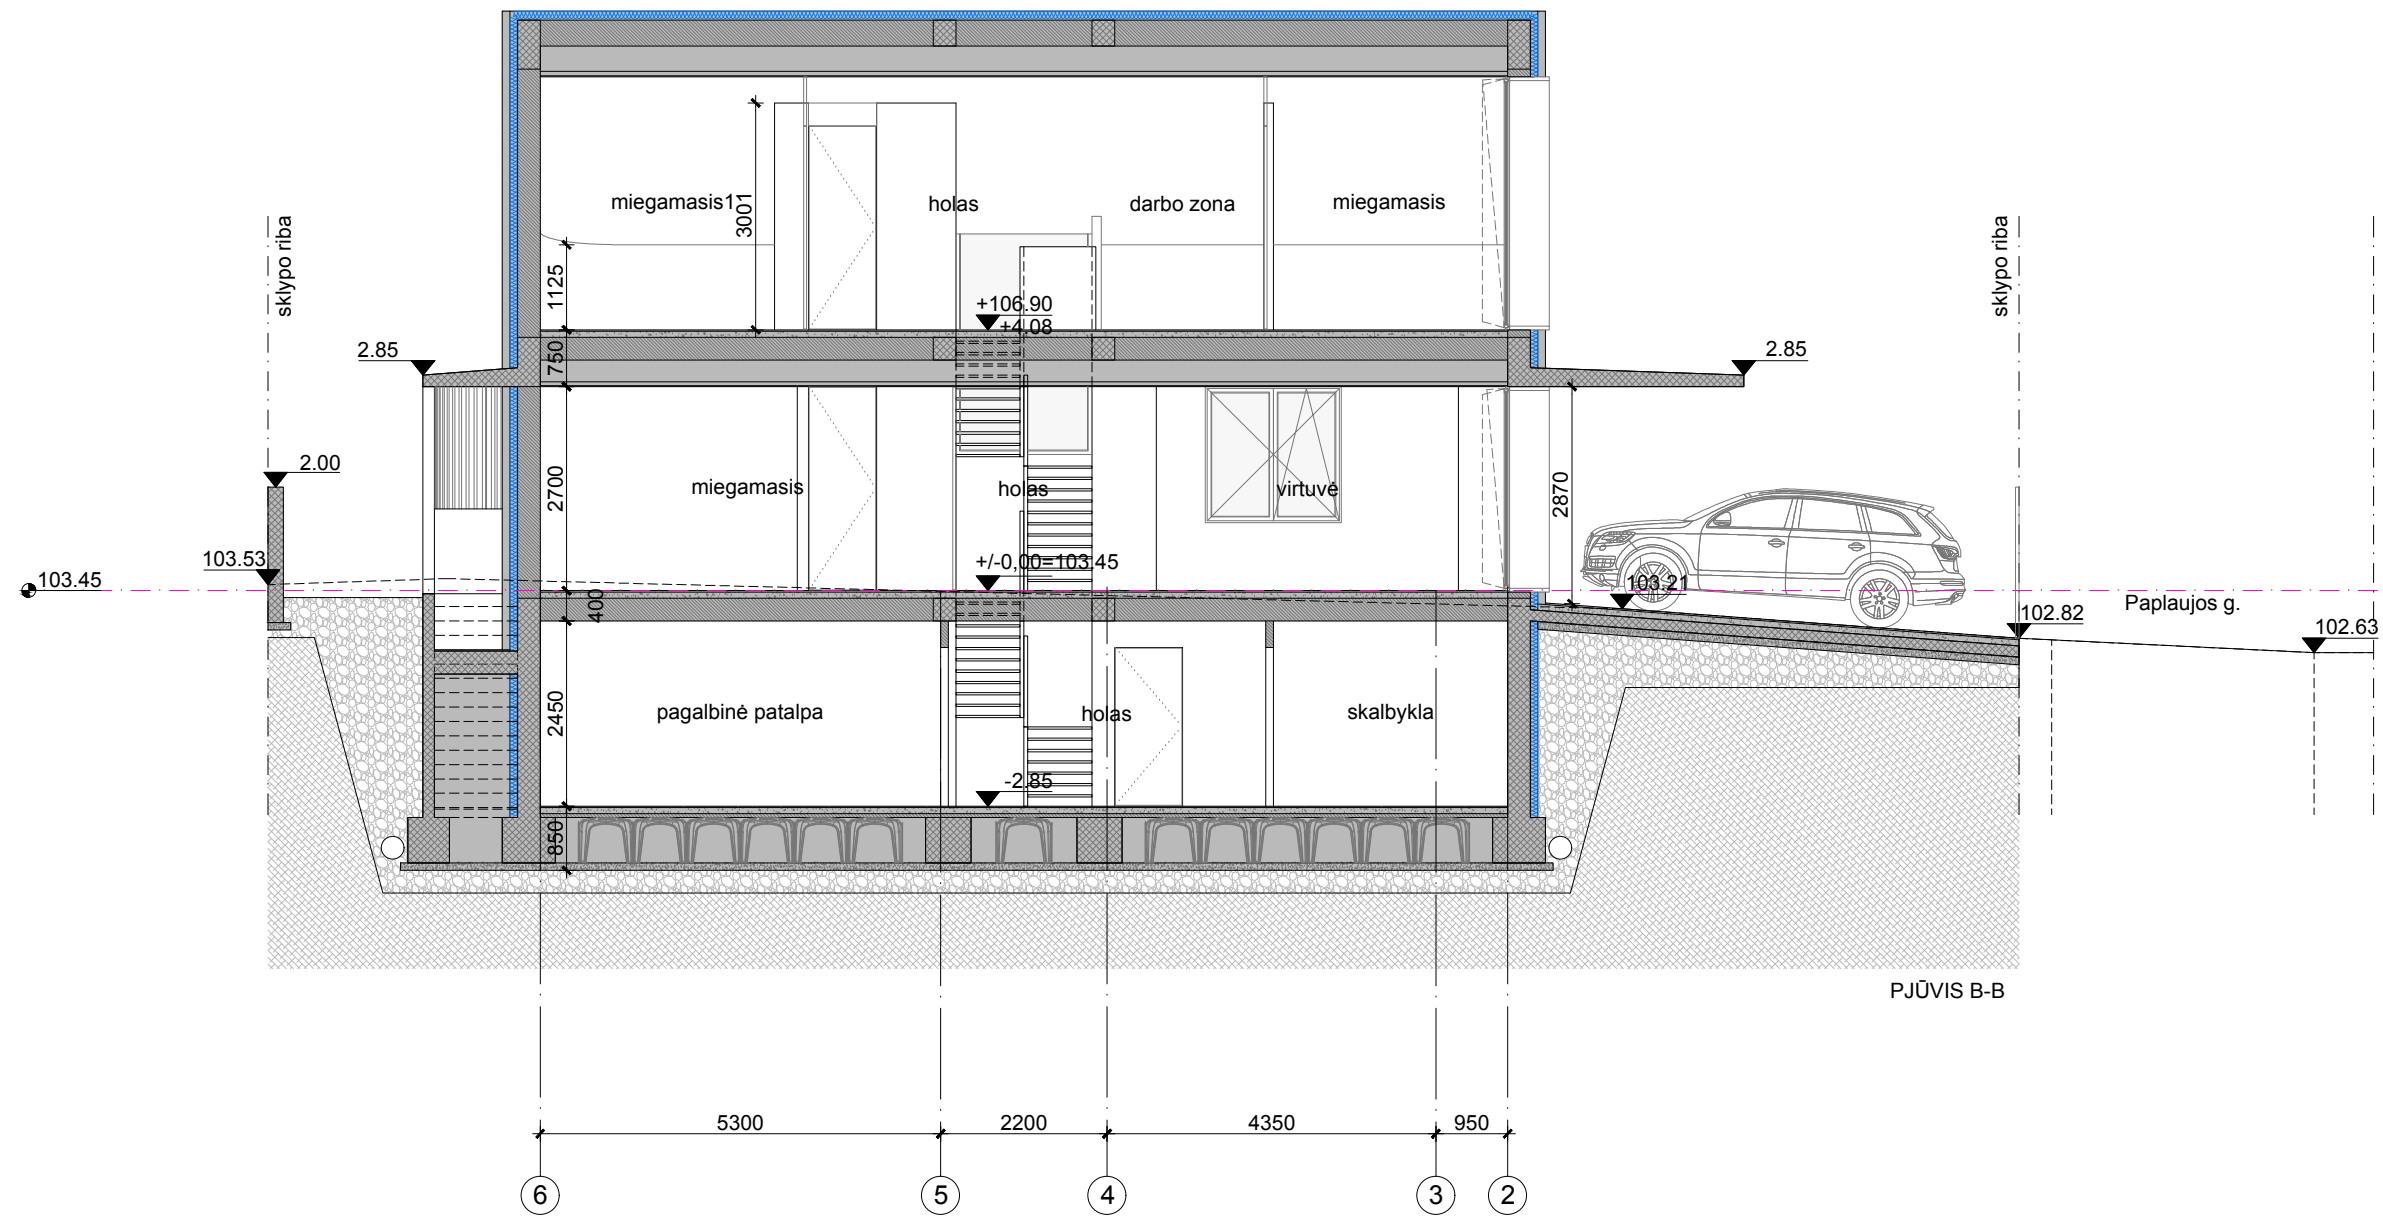 miegamasis1
holas
darbo zona
miegamasis
3001
1125
sklypo riba
sklypo riba
+106.90
+4.08
750
2.85
2.85
2.00
2700
miegamasis
holas
virtuvė
2870
103.53
103.45
+/-0,00=103.45
103.21
400
Paplaujos g.
102.82
102.63
2450
pagalbinė patalpa
holas
skalbykla
-2.85
850
PJŪVIS B-B
5300
2200
4350
950
6
5
4
3
2